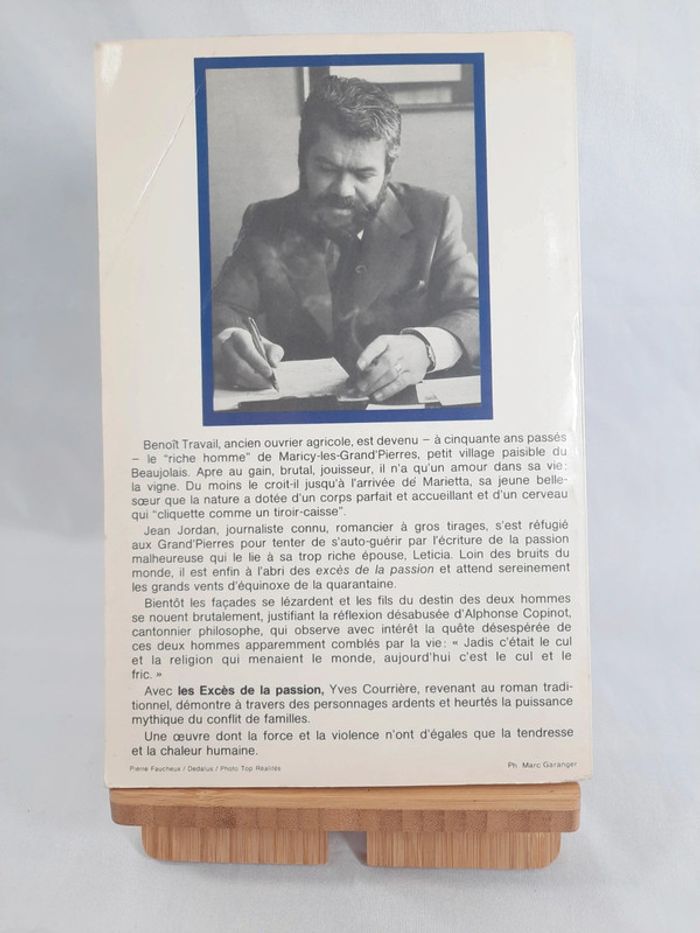 Benoît Travail, ancien ouvrier agricole, est devenu – à cinquante ans passés
– le “riche homme” de Maricy-les-Grand'Pierres, petit village paisible du
Beaujolais. Apre au gain, brutal, jouisseur, il n'a qu'un amour dans sa vie:
la vigne. Du moins le croit-il jusqu'à l'arrivée de Marietta, sa jeune belle-
sœur que la nature a dotée d'un corps parfait et accueillant et d'un cerveau
qui “cliquette comme un tiroir-caisse”.
Jean Jordan, journaliste connu, romancier à gros tirages, s'est réfugié
aux Grand'Pierres pour tenter de s'auto-guérir par l'écriture de la passion
malheureuse qui le lie à sa trop riche épouse, Leticia. Loin des bruits du
monde, il est enfin à l'abri des excès de la passion et attend sereinement
les grands vents d'équinoxe de la quarantaine.
Bientôt les façades se lézardent et les fils du destin des deux hommes
se nouent brutalement, justifiant la réflexion désabusée d'Alphonse Copinot,
cantonnier philosophe, qui observe avec intérêt la quête désespérée de
ces deux hommes apparemment comblés par la vie: « Jadis c'était le cul
et la religion qui menaient le monde, aujourd'hui c'est le cul et le
fric. »
Avec les Excès de la passion, Yves Courrière, revenant au roman tradi-
tionnel, démontre à travers des personnages ardents et heurtés la puissance
mythique du conflit de familles.
Une œuvre dont la force et la violence n'ont d'égales que la tendresse
et la chaleur humaine.
Pierre Faucheux / Dedalus / Photo Top Réalités
Ph. Marc Garanger